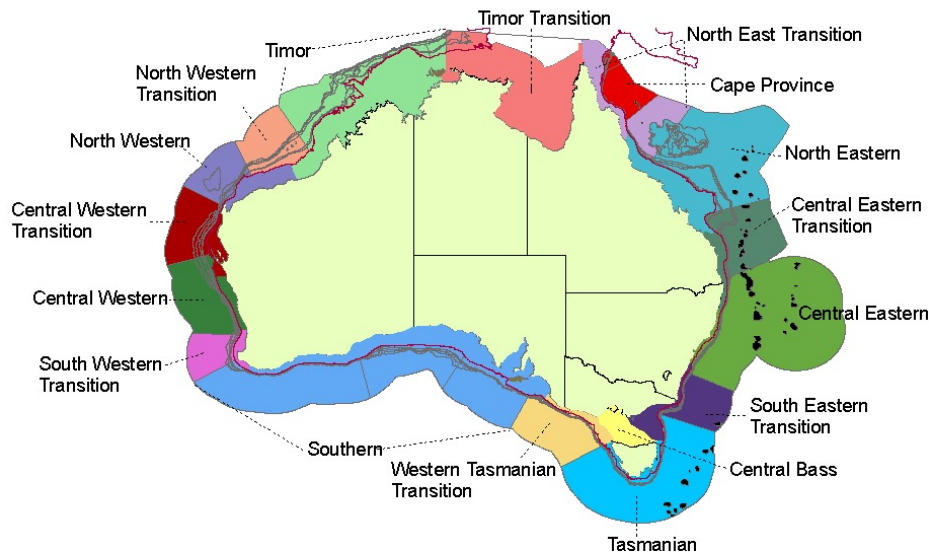 Timor Transition
North East Transition
Timor
North Western
Transition
Cape Province
North Western
North Eastern
Central Western
Transition
Central Eastern
Transition
Central Western
Central Eastern
South Western
Transition
South Eastern
Transition
Southern
Western Tasmanian
Transition
Central Bass
Tasmanian